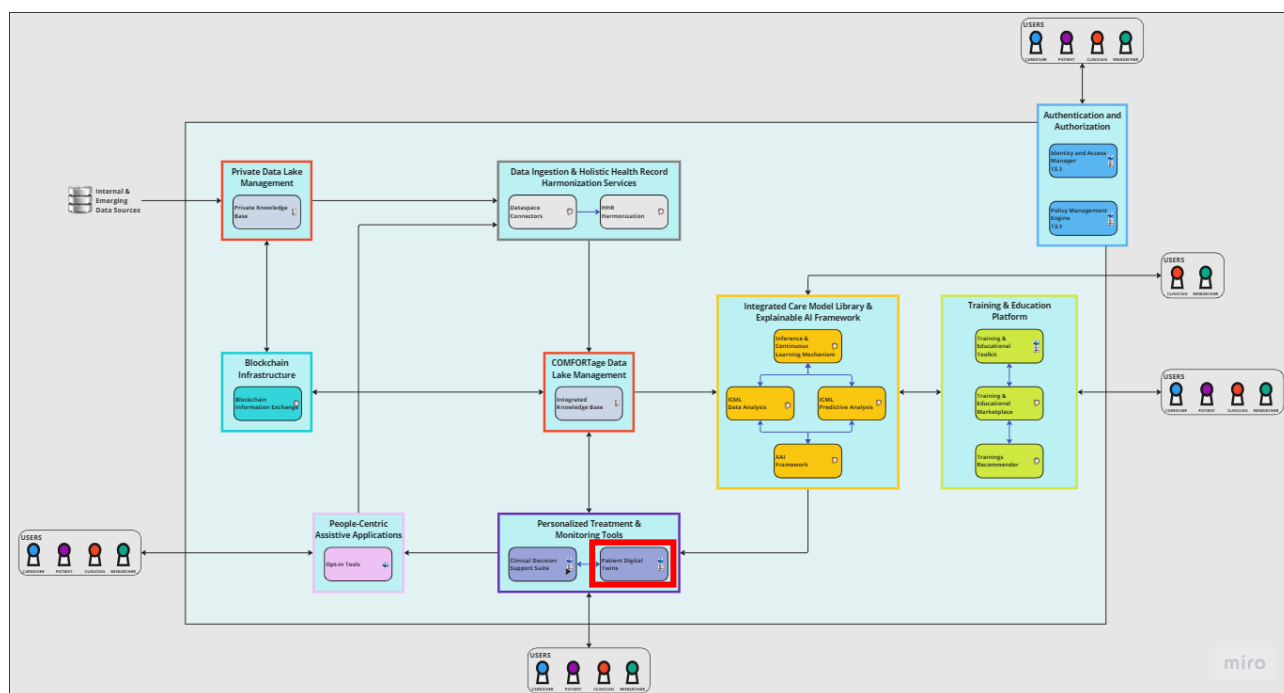 USERS
CAREGIVER PATIENT CLINICIAN RESEARCHER
Authentication and
Authorization
Identity and Access
Manager
T3.1
Policy Management
Engine
T3.1
Internal &
Emerging
Data Sources
Private Data Lake
Management
Private Knowledge
Base
Data Ingestion & Holistic Health Record
Harmonization Services
Dataspace
Connectors
HHR
Harmonization
USERS
CLINICIAN RESEARCHER
Blockchain
Infrastructure
Blockchain
Information Exchange
COMFORTage Data
Lake Management
Integrated
Knowledge Base
Integrated Care Model Library &
Explainable AI Framework
Inference &
Continuous
Learning Mechanism
ICML
Data Analysis
ICML
Predictive Analysis
XAI
Framework
Training & Education
Platform
Training &
Educational
Toolkit
Training &
Educational
Marketplace
Trainings
Recommender
USERS
CAREGIVER PATIENT CLINICIAN RESEARCHER
USERS
CAREGIVER PATIENT CLINICIAN RESEARCHER
People-Centric
Assistive Applications
Opt-in Tools
Personalized Treatment &
Monitoring Tools
Clinical Decision
Support Suite
Patient Digital
Twins
USERS
CAREGIVER PATIENT CLINICIAN RESEARCHER
miro